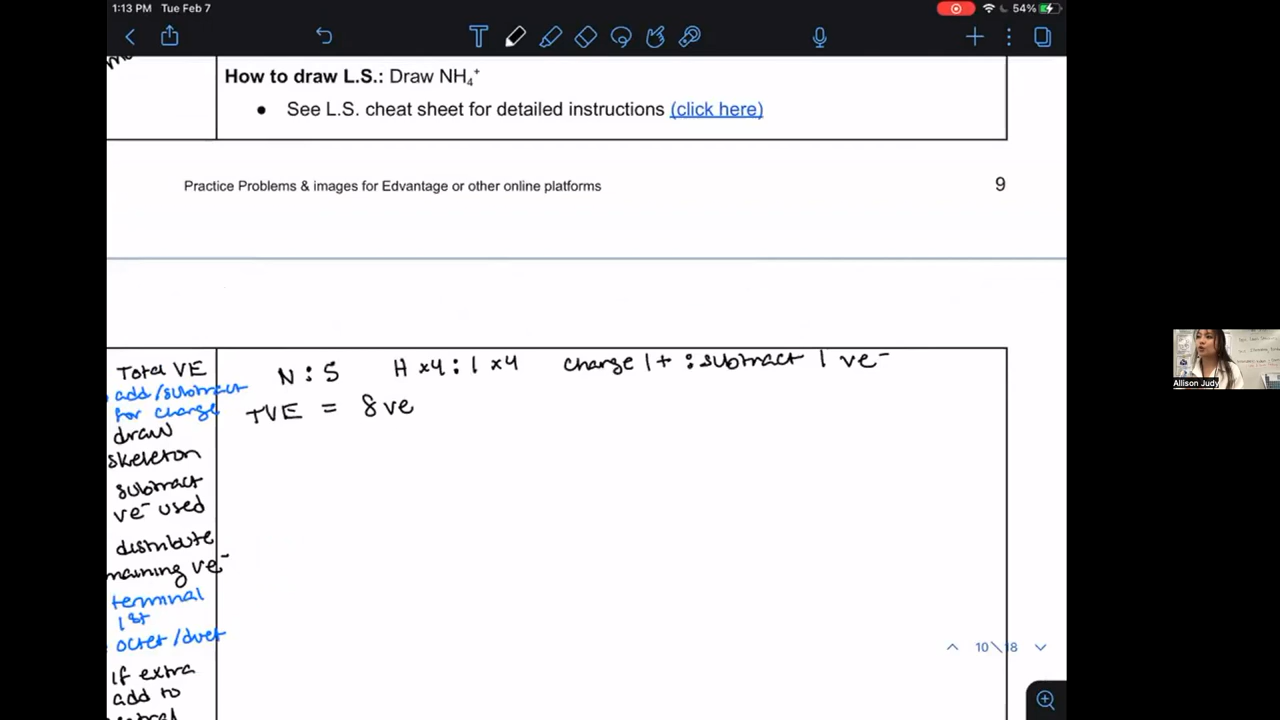 1:13 PM Tue Feb 7
54%
How to draw L.S.: Draw NH₄⁺
● See L.S. cheat sheet for detailed instructions (click here)
Practice Problems & images for Edvantage or other online platforms
9
Total VE
add/subtract
for charge
draw
skeleton
subtract
ve⁻ used
distribute
maining ve⁻
terminal
1st
octet/duet
if extra
add to
N : 5 H x4 : 1 x4 charge 1+ : subtract 1 ve⁻
TVE = 8 ve
10\18
Allison Judy